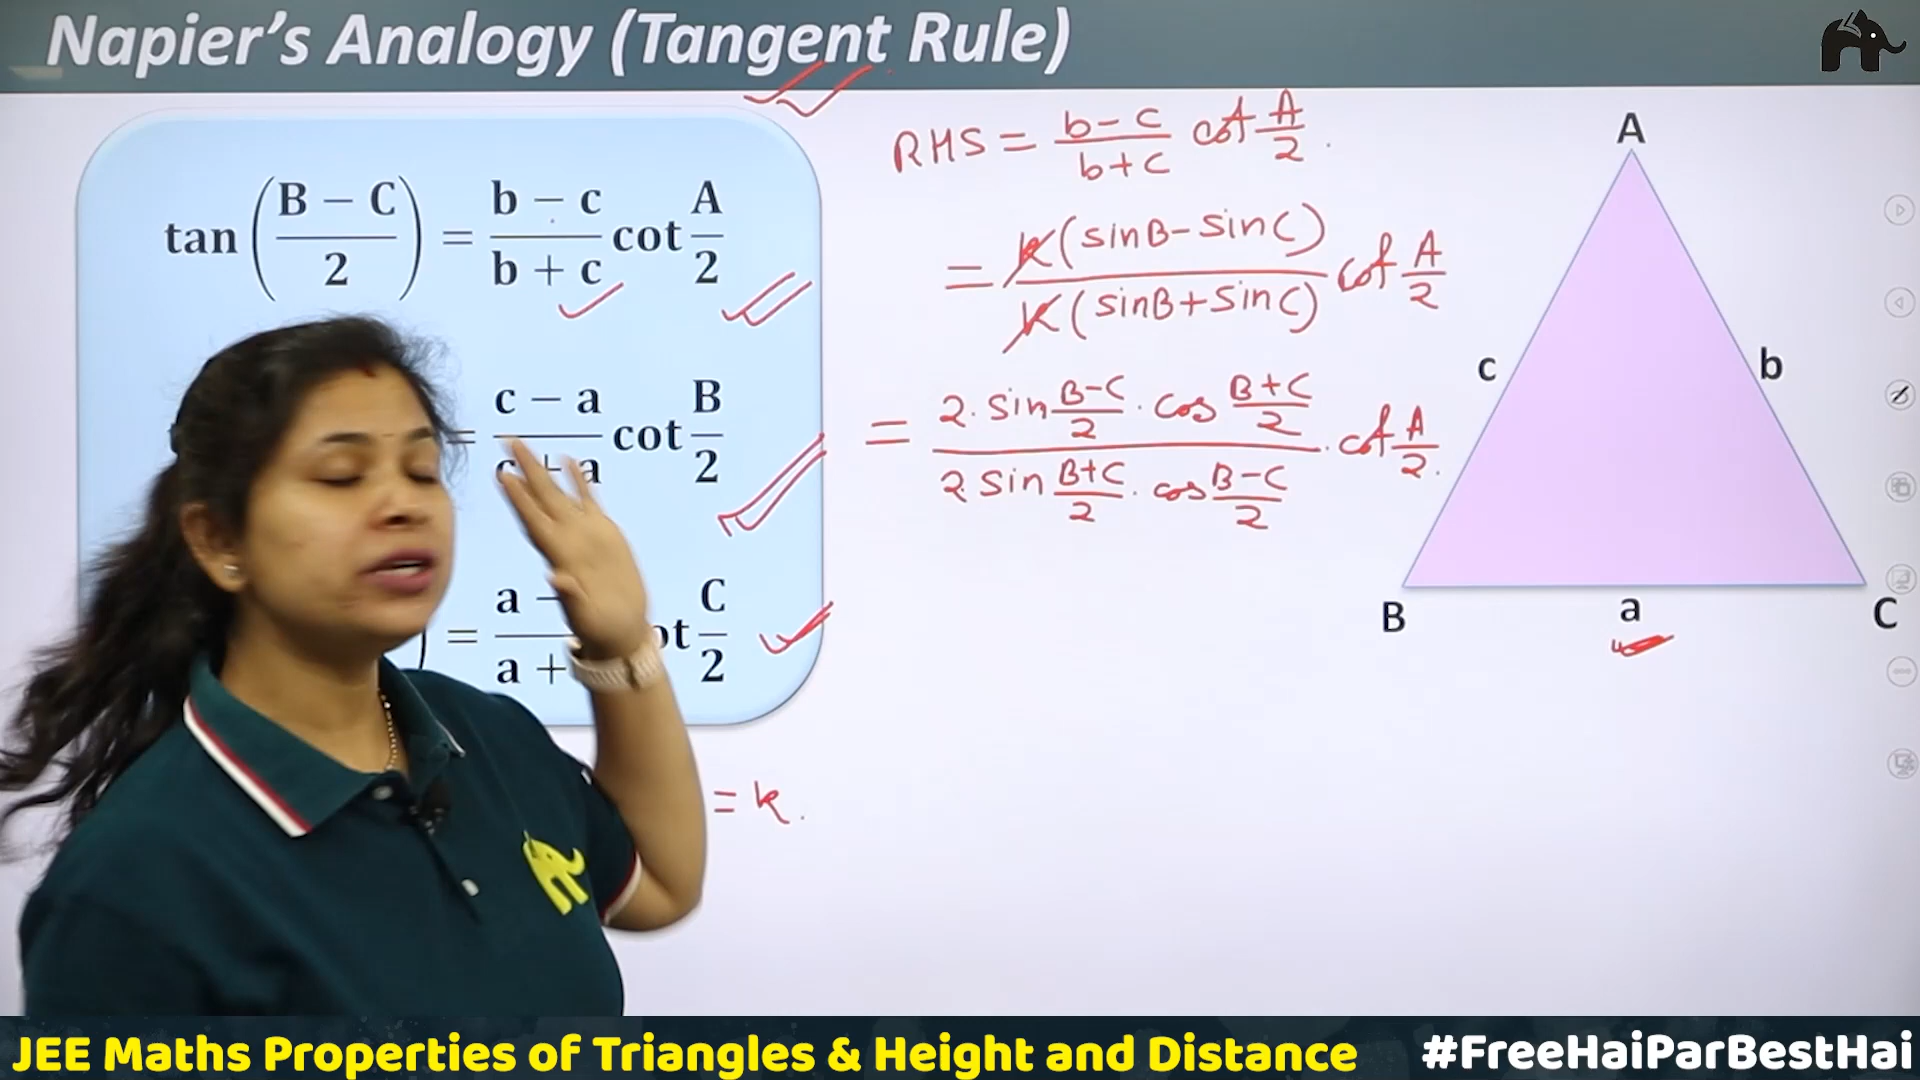 Napier's Analogy (Tangent Rule)
tan (B − C / 2) = b − c / b + c cot A / 2
= c − a / c + a cot B / 2
= a − / a + ot C / 2
= k.
RHS = b−c / b+c cot A / 2 .
= K(sinB−sinC) / K(sinB+sinC) cot A / 2
= 2. sin B−C / 2 . cos B+C / 2 / 2 sin B+C / 2 . cos B−C / 2 . cot A / 2 .
A
c b
B a C
JEE Maths Properties of Triangles & Height and Distance #FreeHaiParBestHai